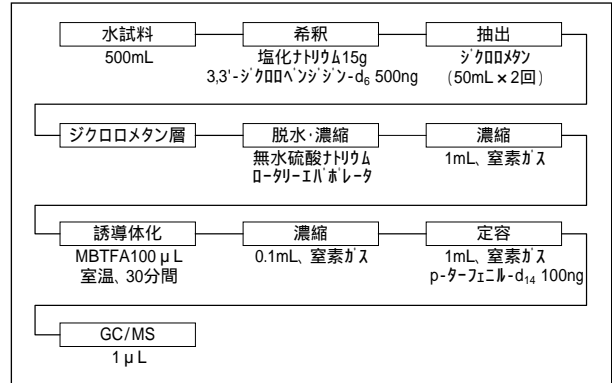 水試料 希釈 抽出
500mL 塩化ナトリウム15g ジクロロメタン
3,3'-ジクロロベンジジン-d6 500ng (50mL×2回)
ジクロロメタン層 脱水・濃縮 濃縮
無水硫酸ナトリウム 1mL、窒素ガス
ロータリーエバポレータ
誘導体化 濃縮 定容
MBTFA100μL 0.1mL、窒素ガス 1mL、窒素ガス
室温、30分間 p-ターフェニル-d14 100ng
GC/MS
1μL